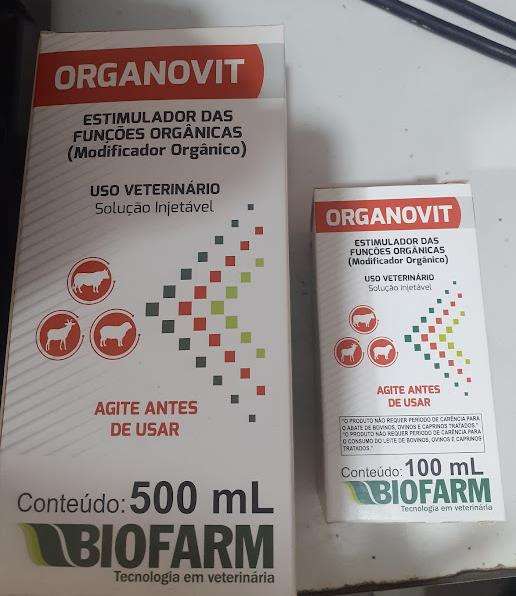 ORGANOVIT
ESTIMULADOR DAS
FUNÇÕES ORGÂNICAS
(Modificador Orgânico)
USO VETERINÁRIO
Solução Injetável
AGITE ANTES
DE USAR
Conteúdo: 500 mL
BIOFARM
Tecnologia em veterinária
ORGANOVIT
ESTIMULADOR DAS
FUNÇÕES ORGÂNICAS
(Modificador Orgânico)
USO VETERINÁRIO
Solução injetável
AGITE ANTES
DE USAR
"O PRODUTO NÃO REQUER PERIODO DE CARÊNCIA PARA
O ABATE DE BOVINOS, OVINOS E CAPRINOS TRATADOS."
"O PRODUTO NÃO REQUER PERIODO DE CARÊNCIA PARA
O CONSUMO DO LEITE DE BOVINOS, OVINOS E CAPRINOS
TRATADOS."
Conteúdo: 100 mL
BIOFARM
Tecnologia em veterinária